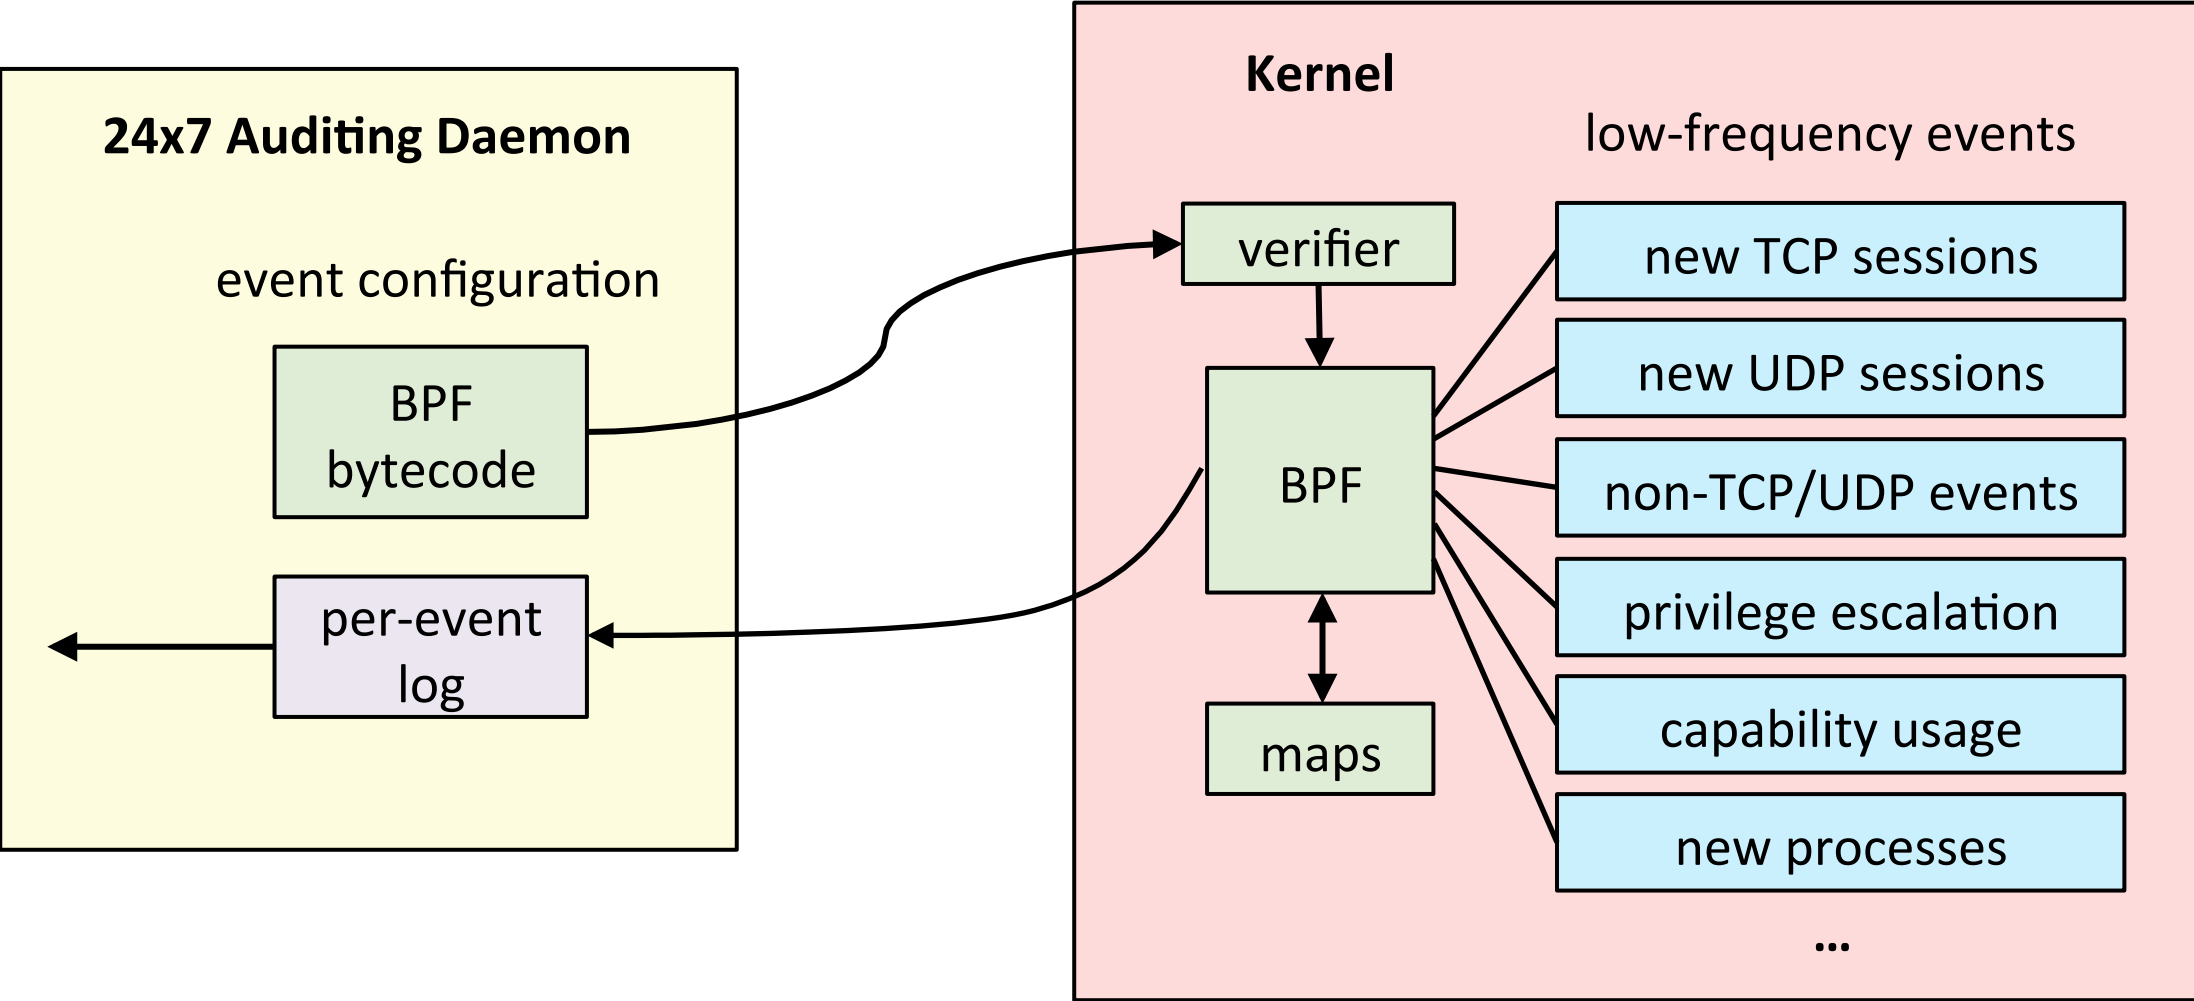 24x7 Auditing Daemon
event configuration
BPF
bytecode
per-event
log
Kernel
low-frequency events
verifier
BPF
maps
new TCP sessions
new UDP sessions
non-TCP/UDP events
privilege escalation
capability usage
new processes
...